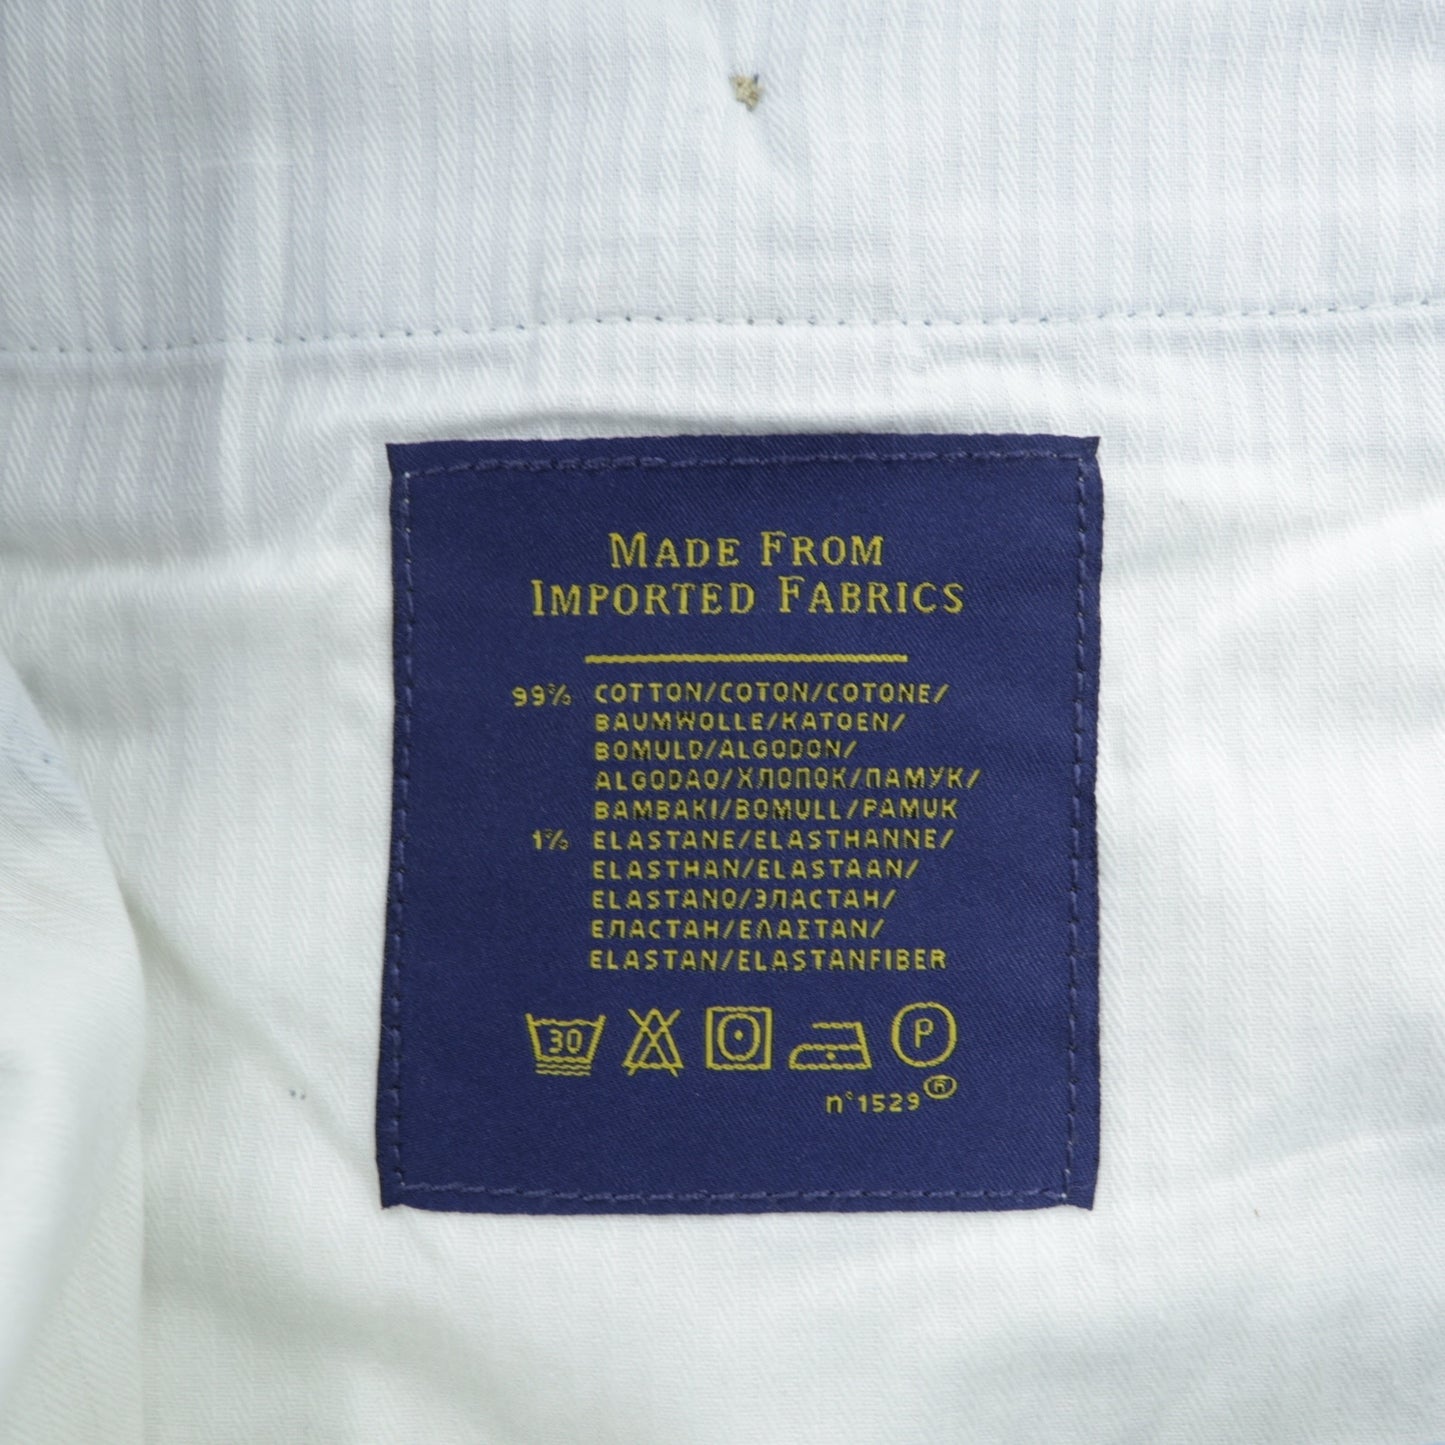 MADE FROM
IMPORTED FABRICS
99% COTTON/COTON/COTONE/
BAUMWOLLE/KATOEN/
BOMULD/ALGODON/
ALGODAO/ХЛОПОК/ПАМУК/
BAMBAKI/BOMULL/PAMUK
1% ELASTANE/ELASTHANNE/
ELASTHAN/ELASTAAN/
ELASTANO/ЭЛАСТАН/
ЕЛАСТАН/ΕΛΑΣΤΑΝ/
ELASTAN/ELASTANFIBER
30 P
n°1529 ®